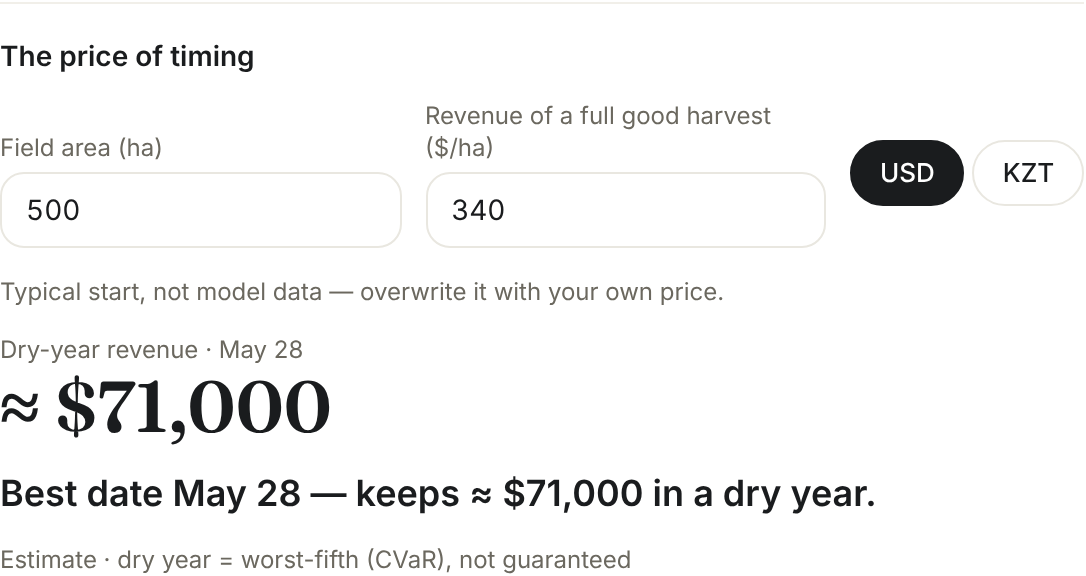 The price of timing
Revenue of a full good harvest
Field area (ha)
($/ha)
USD
KZT
500
340
Typical start, not model data — overwrite it with your own price.
Dry-year revenue · May 28
≈ $71,000
Best date May 28 — keeps ≈ $71,000 in a dry year.
Estimate · dry year = worst-fifth (CVaR), not guaranteed